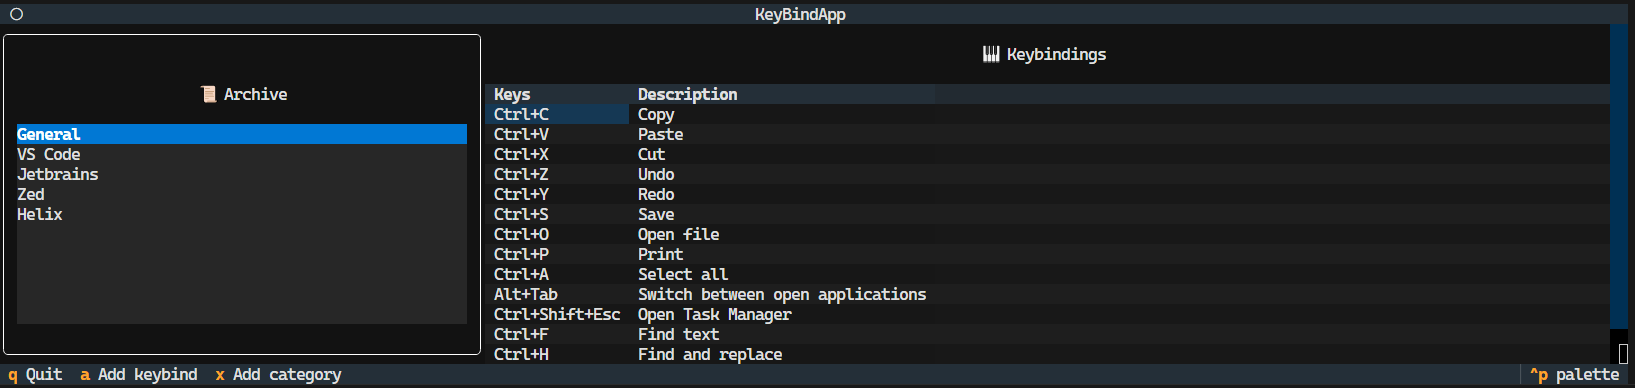 KeyBindApp
📜 Archive
General
VS Code
Jetbrains
Zed
Helix
🎹 Keybindings
Keys Description
Ctrl+C Copy
Ctrl+V Paste
Ctrl+X Cut
Ctrl+Z Undo
Ctrl+Y Redo
Ctrl+S Save
Ctrl+O Open file
Ctrl+P Print
Ctrl+A Select all
Alt+Tab Switch between open applications
Ctrl+Shift+Esc Open Task Manager
Ctrl+F Find text
Ctrl+H Find and replace
q Quit a Add keybind x Add category ^p palette